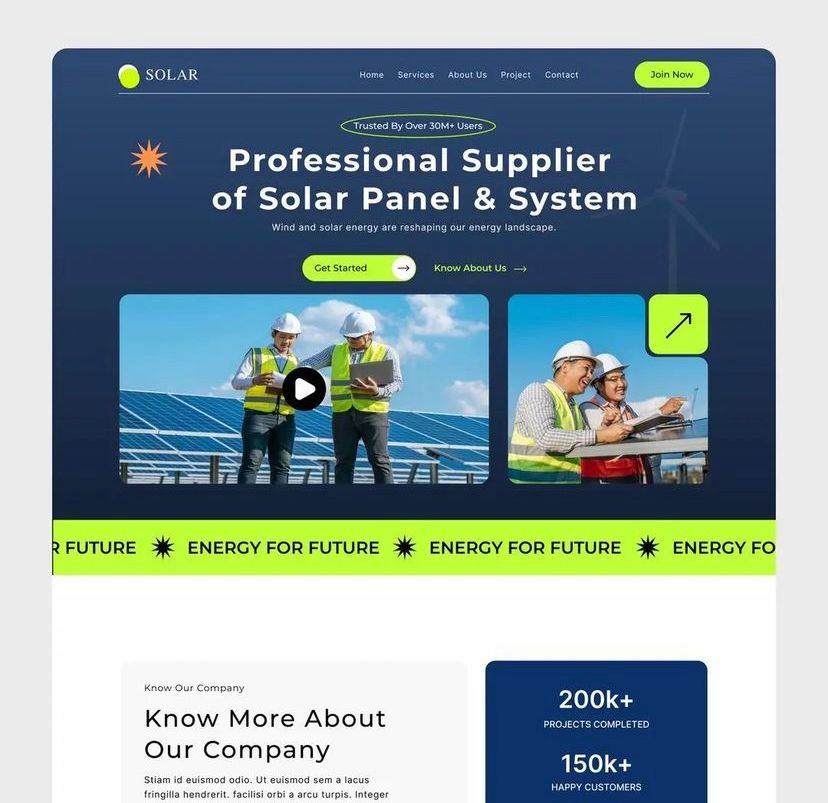 SOLAR
Home Services About Us Project Contact
Join Now
Trusted By Over 30M+ Users
Professional Supplier
of Solar Panel & System
Wind and solar energy are reshaping our energy landscape.
Get Started
Know About Us
R FUTURE ENERGY FOR FUTURE ENERGY FOR FUTURE ENERGY FO
Know Our Company
Know More About
Our Company
Stiam id euismod odio. Ut euismod sem a lacus
fringilla hendrerit. facilisi orbi a arcu turpis. Integer
200k+
PROJECTS COMPLETED
150k+
HAPPY CUSTOMERS